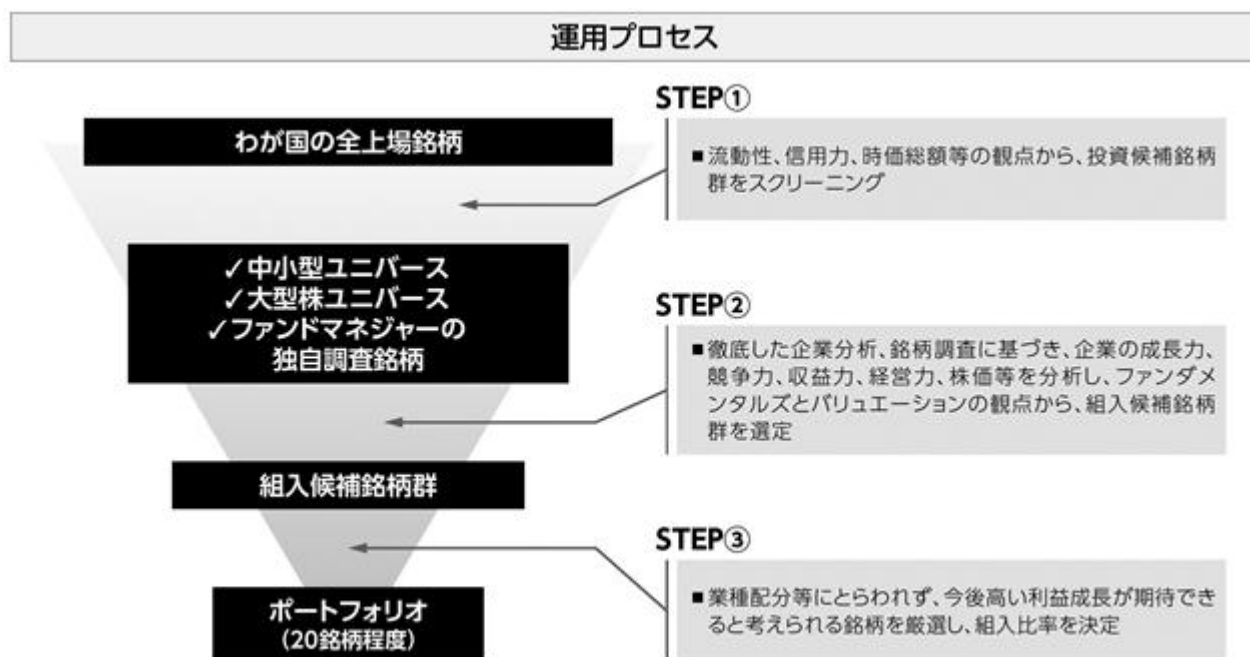 運用プロセス
わが国の全上場銘柄
STEP①
■流動性、信用力、時価総額等の観点から、投資候補銘柄
群をスクリーニング
✓中小型ユニバース
✓大型株ユニバース
✓ファンドマネジャーの
独自調査銘柄
STEP②
■徹底した企業分析、銘柄調査に基づき、企業の成長力、
競争力、収益力、経営力、株価等を分析し、ファンダメ
ンタルズとバリュエーションの観点から、組入候補銘柄
群を選定
組入候補銘柄群
STEP③
■業種配分等にとらわれず、今後高い利益成長が期待でき
ると考えられる銘柄を厳選し、組入比率を決定
ポートフォリオ
(20銘柄程度)